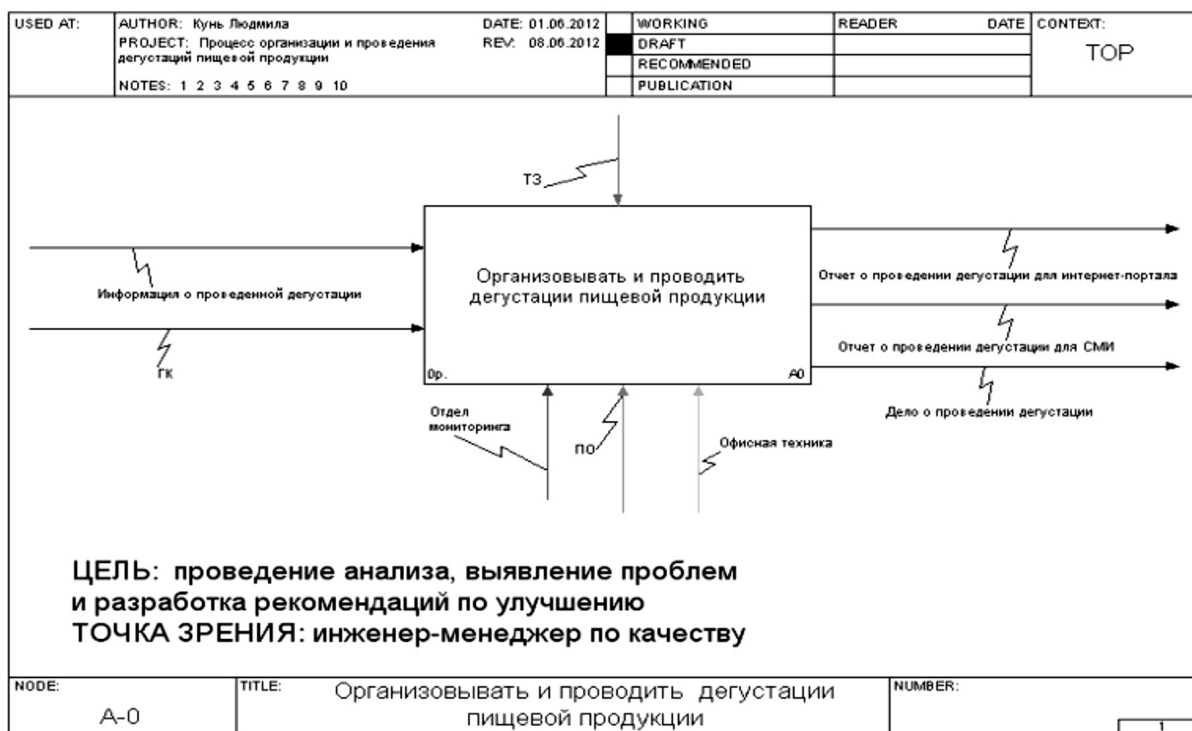 USED AT:
AUTHOR: Кунь Людмила
DATE: 01.06.2012
PROJECT: Процесс организации и проведения
дегустаций пищевой продукции
REV: 08.06.2012
NOTES: 1 2 3 4 5 6 7 8 9 10
WORKING
DRAFT
RECOMMENDED
PUBLICATION
READER DATE
CONTEXT:
TOP
ТЗ
Информация о проведенной дегустации
ГК
Организовывать и проводить
дегустации пищевой продукции
0р.
A0
Отчет о проведении дегустации для интернет-портала
Отчет о проведении дегустации для СМИ
Дело о проведении дегустации
Отдел
мониторинга
ПО
Офисная техника
ЦЕЛЬ: проведение анализа, выявление проблем
и разработка рекомендаций по улучшению
ТОЧКА ЗРЕНИЯ: инженер-менеджер по качеству
NODE:
A-0
TITLE:
Организовывать и проводить дегустации
пищевой продукции
NUMBER:
1